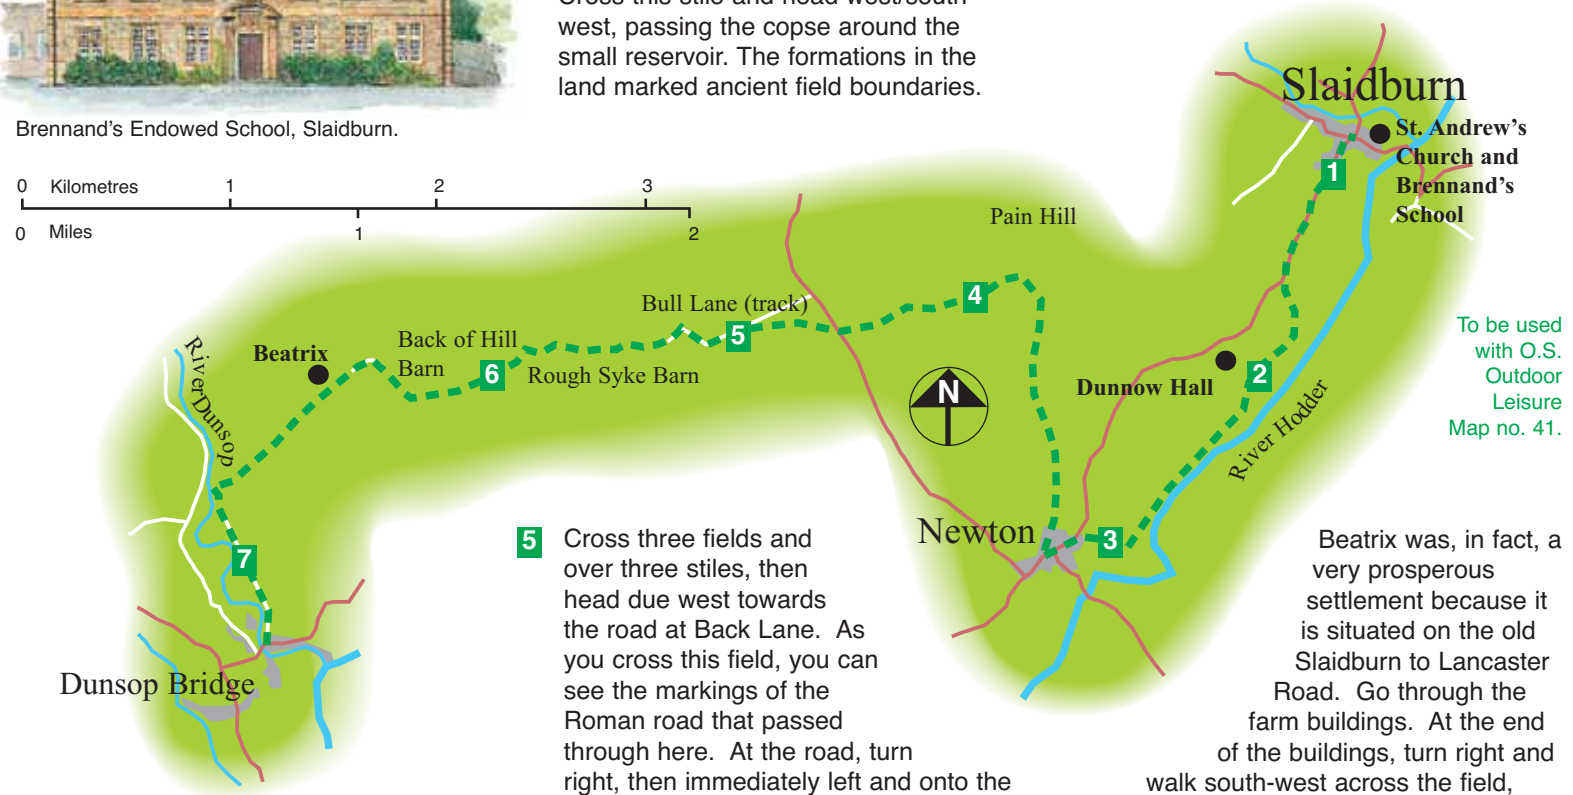 Cross this stile and head west/south
west, passing the copse around the
small reservoir. The formations in the
land marked ancient field boundaries.
Brennand's Endowed School, Slaidburn.
0 Kilometres 1 2 3
0 Miles 1 2
Slaidburn
St. Andrew's
Church and
Brennand's
School
1
Pain Hill
4
Bull Lane (track)
5
Back of Hill
Barn
6
Rough Syke Barn
Beatrix
River Dunsop
N
Dunnow Hall
2
River Hodder
To be used
with O.S.
Outdoor
Leisure
Map no. 41.
Newton
3
7
Dunsop Bridge
5 Cross three fields and
over three stiles, then
head due west towards
the road at Back Lane. As
you cross this field, you can
see the markings of the
Roman road that passed
through here. At the road, turn
right, then immediately left and onto the
Beatrix was, in fact, a
very prosperous
settlement because it
is situated on the old
Slaidburn to Lancaster
Road. Go through the
farm buildings. At the end
of the buildings, turn right and
walk south-west across the field,